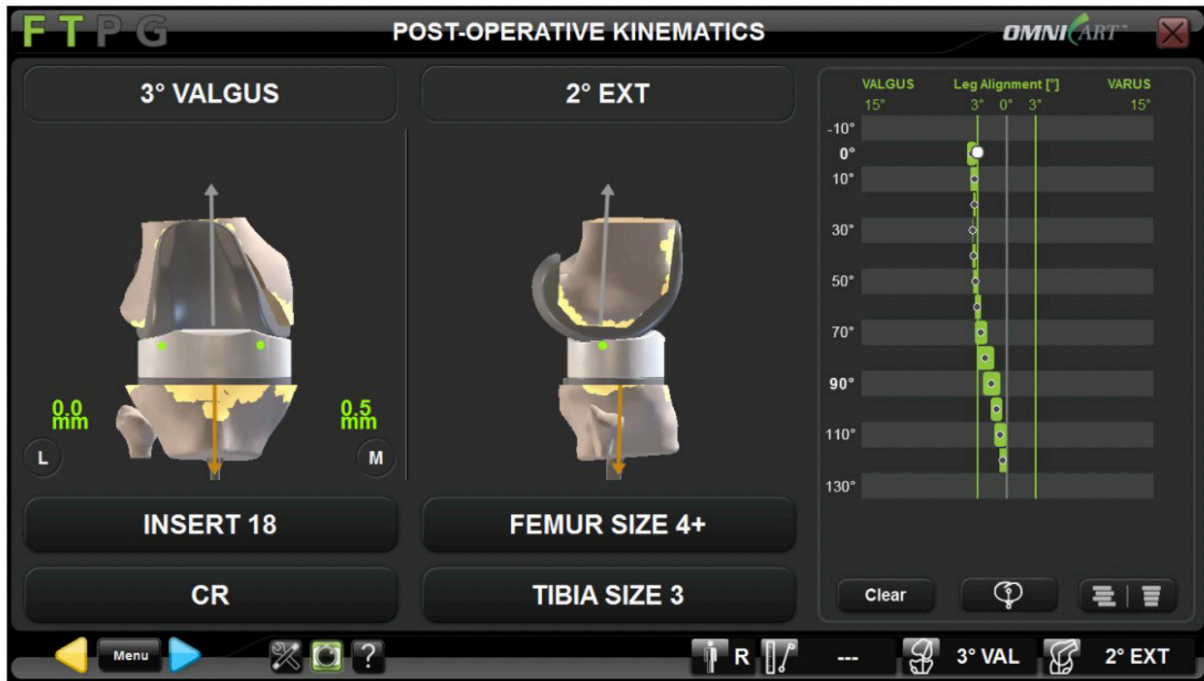 F T P G
POST-OPERATIVE KINEMATICS
OMNI ART™
3° VALGUS
2° EXT
VALGUS Leg Alignment [°] VARUS
15° 3° 0° 3° 15°
-10°
0°
10°
30°
50°
70°
90°
110°
130°
0.0
mm
0.5
mm
L
M
INSERT 18
FEMUR SIZE 4+
CR
TIBIA SIZE 3
Clear
Menu
?
R
---
3° VAL
2° EXT